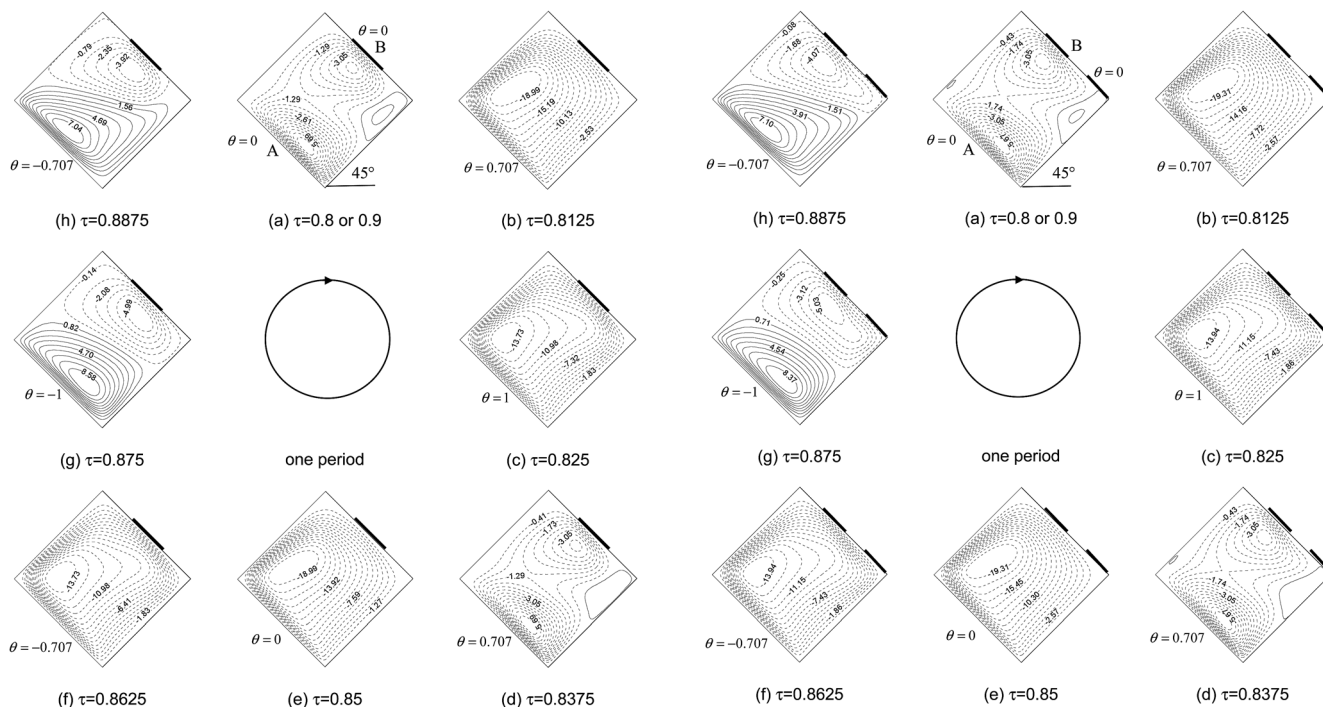 -0.79
-2.35
-3.92
1.56
4.69
7.04
θ=−0.707
(h) τ=0.8875
θ=0
B
-1.29
-3.05
-1.29
-2.61
-5.69
θ=0
A
45°
(a) τ=0.8 or 0.9
-18.99
-15.19
-10.13
-2.53
θ=0.707
(b) τ=0.8125
-0.08
-1.68
-4.07
1.51
3.91
7.10
θ=−0.707
(h) τ=0.8875
-0.43
-1.74
-3.05
B
θ=0
-1.74
-3.05
-5.67
θ=0
A
45°
(a) τ=0.8 or 0.9
-19.31
-14.16
-7.72
-2.57
θ=0.707
(b) τ=0.8125
-0.14
-2.08
-4.99
0.82
4.70
8.58
θ=−1
(g) τ=0.875
one period
-13.73
-10.98
-7.32
-1.83
θ=1
(c) τ=0.825
-0.25
-3.12
-5.03
0.71
4.54
8.37
θ=−1
(g) τ=0.875
one period
-13.94
-11.15
-7.43
-1.86
θ=1
(c) τ=0.825
-13.73
-10.98
-6.41
-1.83
θ=−0.707
(f) τ=0.8625
-18.99
-13.92
-7.59
-1.27
θ=0
(e) τ=0.85
-0.41
-1.73
-3.05
-1.29
-3.05
-5.69
θ=0.707
(d) τ=0.8375
-13.94
-11.15
-7.43
-1.86
θ=−0.707
(f) τ=0.8625
-19.31
-15.45
-10.30
-2.57
θ=0
(e) τ=0.85
-0.43
-1.74
-3.05
-1.74
-3.05
-5.67
θ=0.707
(d) τ=0.8375